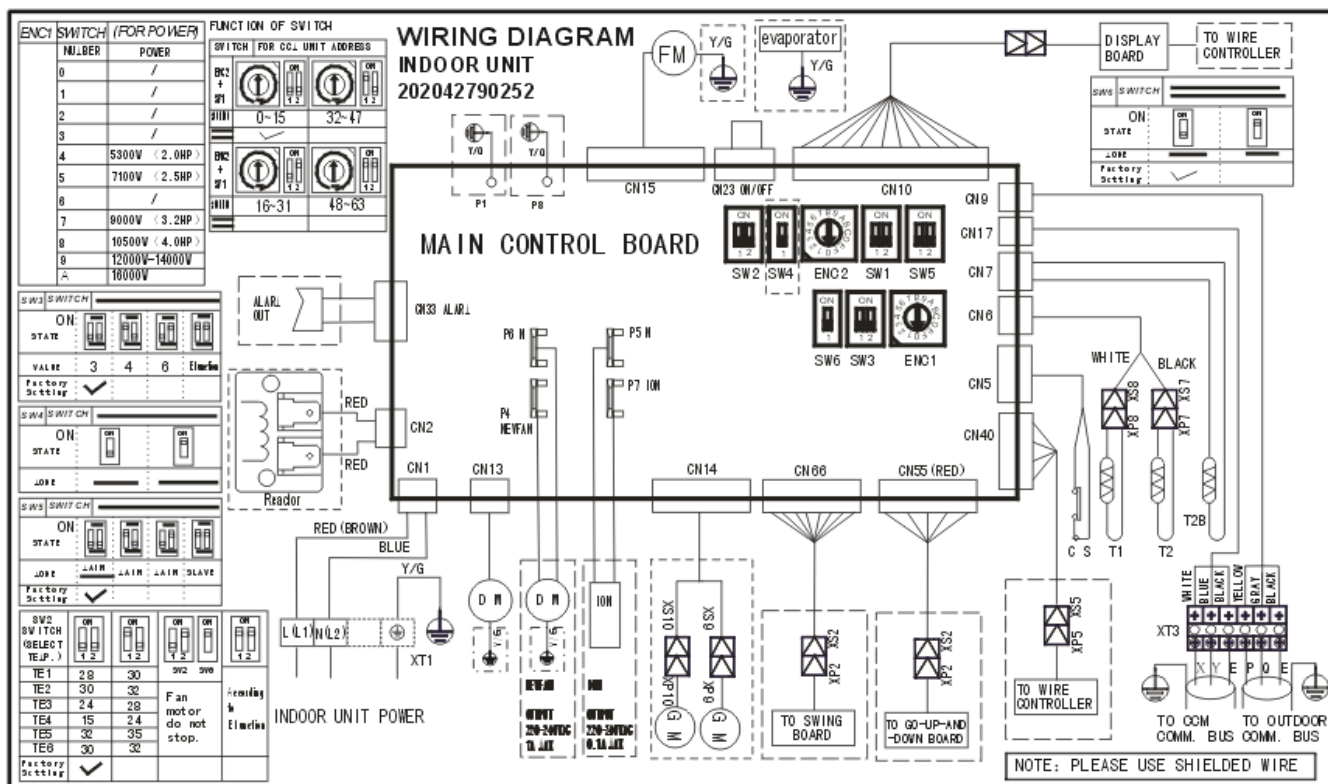 WIRING DIAGRAM
INDOOR UNIT
202042790252
ENC1 SWITCH (FOR POWER)
POWER
0 /
1 /
2 /
3 /
4 5300W (2.0HP)
5 7100W (2.5HP)
6 /
7 9000W (3.2HP)
8 10500W (4.0HP)
9 12000W-14000W
A 16000W
FUNCTION OF SWITCH
SWITCH FOR CCM UNIT ADDRESS
0~15 32~47
16~31 48~63
SW3 SWITCH
ON
STATE
VALUE 3 4 6
Factory
Setting
SW4 SWITCH
ON
STATE
SW5 SWITCH
ON
STATE
SLAVE
Factory
Setting
SW2
SWITCH
(SELECT
SW2 SW6
TE1 28 30
TE2 30 32
TE3 24 28
TE4 15 24
TE5 32 35
TE6 30 32
Fan
motor
do not
stop.
Factory
Setting
SW6 SWITCH
ON
STATE
Factory
Setting
FM
Y/G
evaporator
Y/G
DISPLAY
BOARD
TO WIRE
CONTROLLER
P1
P8
CN15
CN23 ON/OFF
CN10
CN9
CN17
CN7
CN6
CN5
CN40
MAIN CONTROL BOARD
SW2 SW4 ENC2 SW1 SW5
SW6 SW3 ENC1
OUT
CN33
RED
RED
CN2
CN1
CN13
P6 N
P5 N
P4
NEWFAN
P7 ION
CN14
CN66
CN55(RED)
RED(BROWN)
BLUE
Y/G
L(L1) N(L2)
XT1
INDOOR UNIT POWER
D M
D M
ION
XS10
XP10
XS9
XP9
G M
G M
XS2
XP2
TO SWING
BOARD
XS2
XP2
TO GO-UP-AND
-DOWN BOARD
XS5
XP5
TO WIRE
CONTROLLER
WHITE
BLACK
XS8
XP8
XS7
XP7
C S
T1
T2
T2B
WHITE
BLUE
BLACK
YELLOW
GRAY
BLACK
XT3
X Y E P Q E
TO CCM
COMM. BUS
TO OUTDOOR
COMM. BUS
NOTE: PLEASE USE SHIELDED WIRE